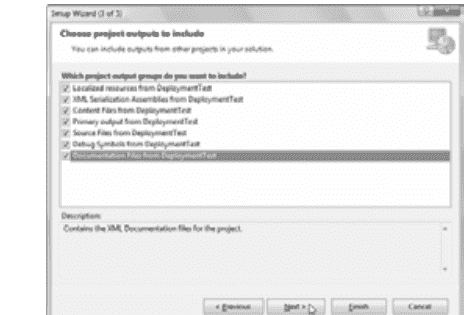 Setup Wizard (3 of 5)
Choose project outputs to include
You can include outputs from other projects in your solution.
Which project output groups do you want to include?
Localized resources from DeploymentTest
XML Serialization Assemblies from DeploymentTest
Content Files from DeploymentTest
Primary output from DeploymentTest
Source Files from DeploymentTest
Debug Symbols from DeploymentTest
Documentation Files from DeploymentTest
Description:
Contains the XML Documentation files for the project.
< Previous
Next >
Finish
Cancel